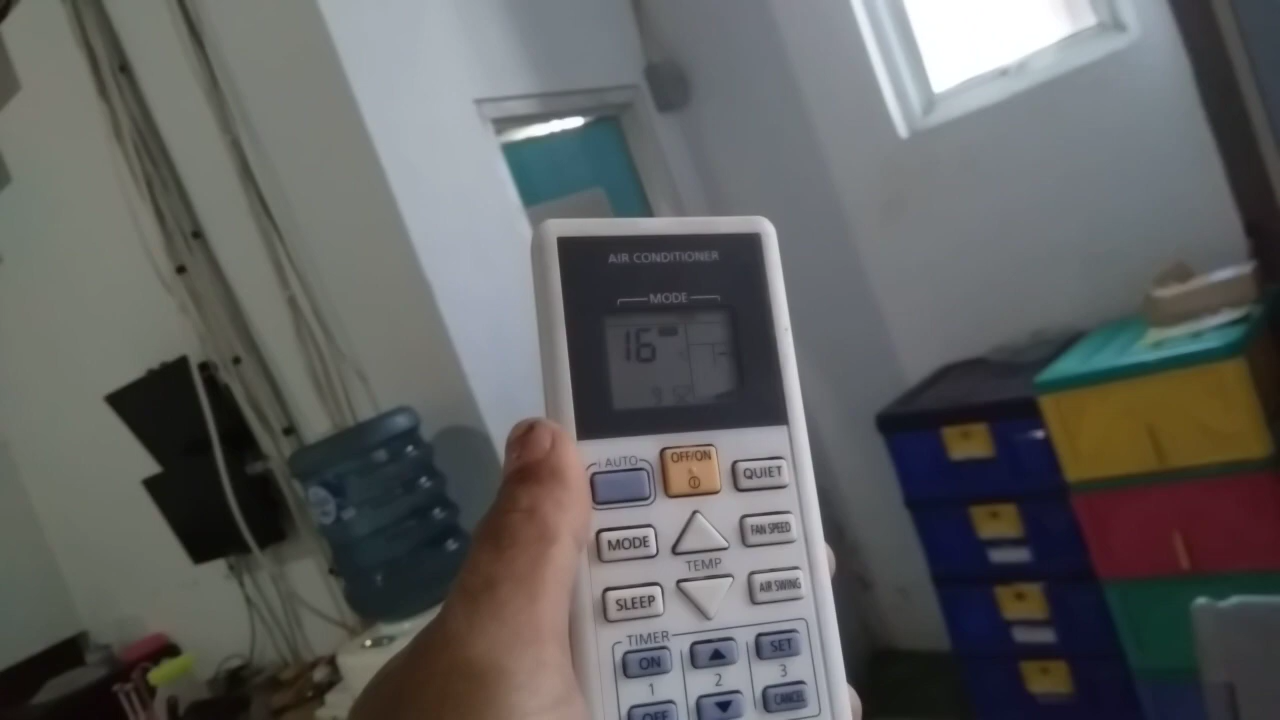 AIR CONDITIONER
MODE
16
AUTO
OFF/ON
QUIET
MODE
FAN SPEED
TEMP
SLEEP
AIR SWING
TIMER
ON
SET
1
2
3
OFF
CANCEL